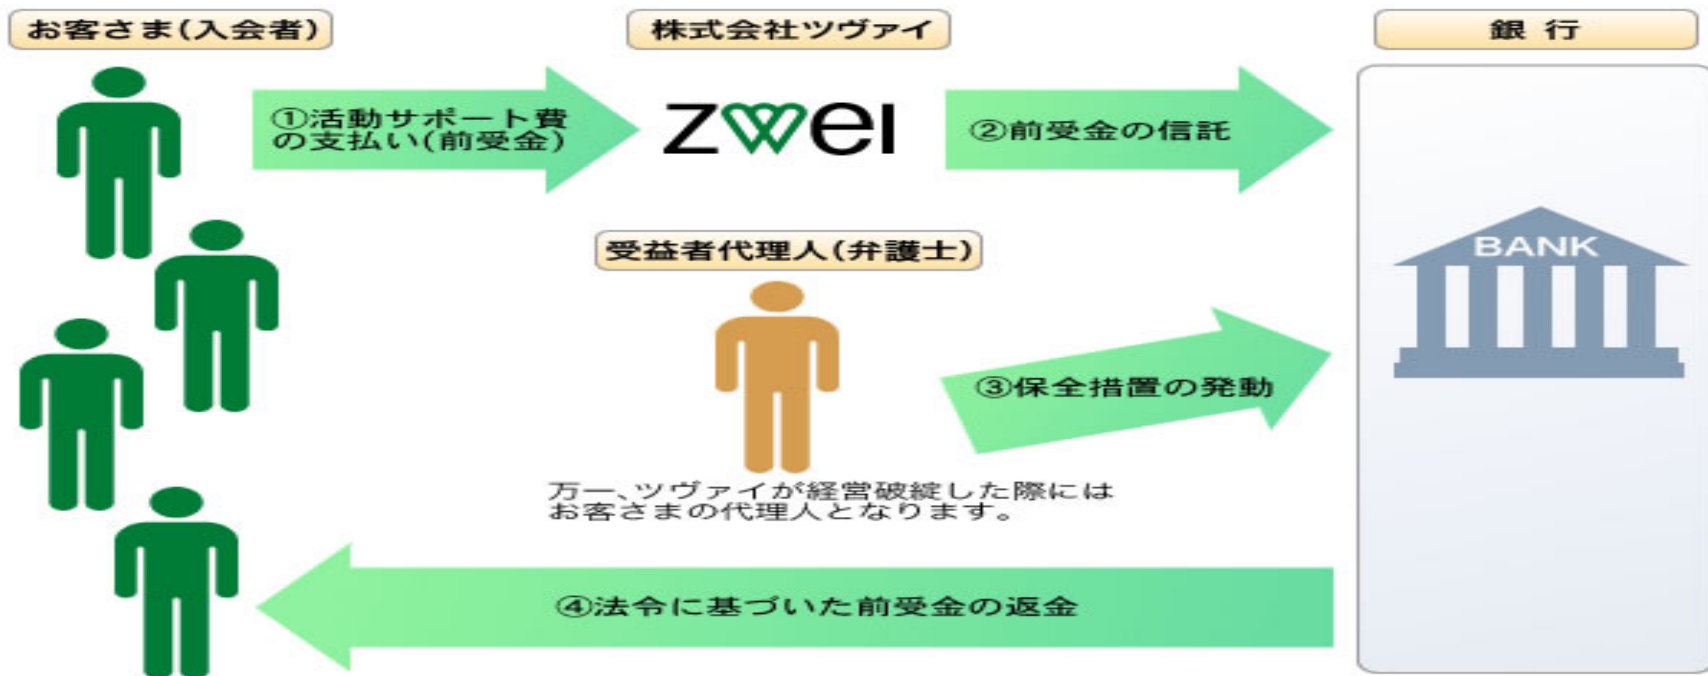 お客さま(入会者)
株式会社ツヴァイ
銀行
①活動サポート費
の支払い(前受金)
zwei
②前受金の信託
BANK
受益者代理人(弁護士)
③保全措置の発動
万一、ツヴァイが経営破綻した際には
お客さまの代理人となります。
④法令に基づいた前受金の返金